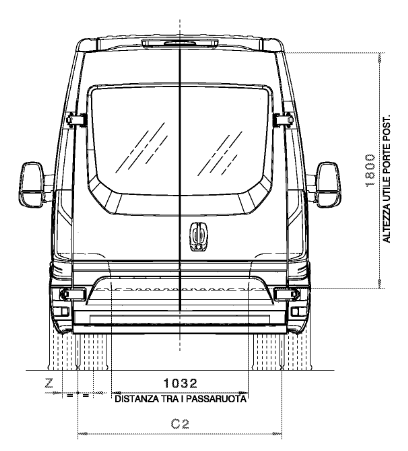 1800
ALTEZZA UTILE PORTE POST.
Z
=
=
1032
DISTANZA TRA I PASSARUOTA
C2